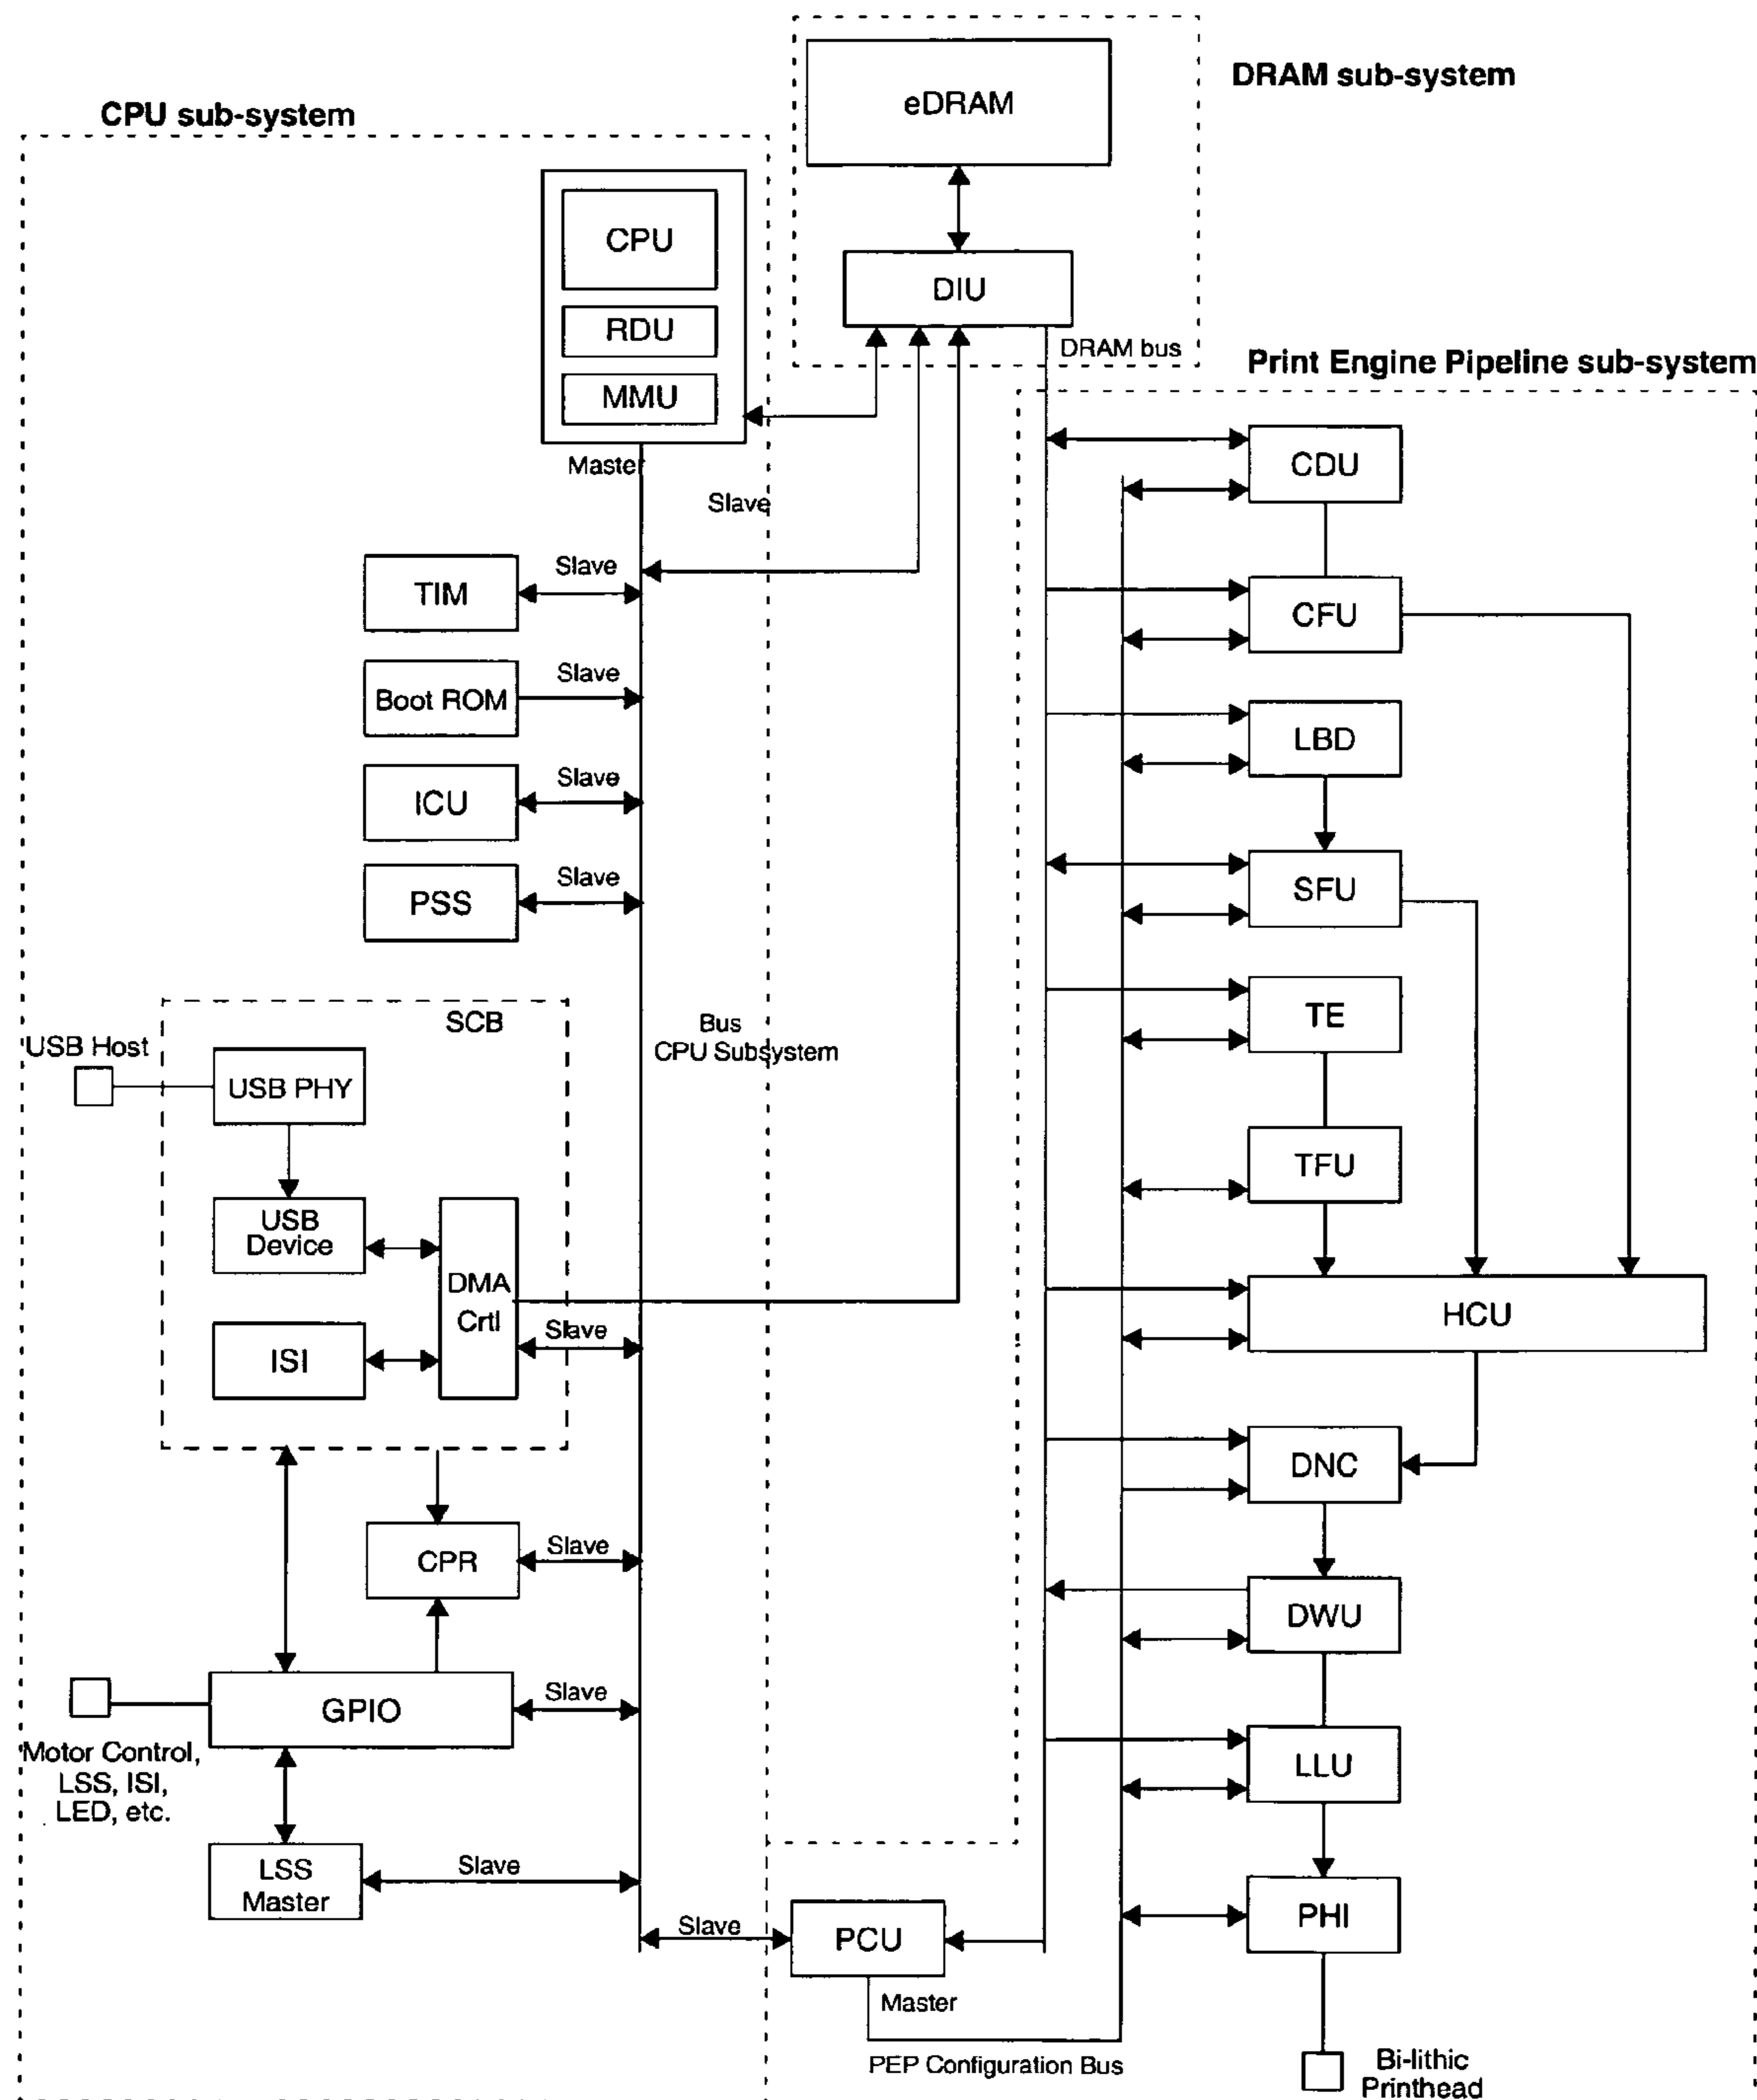 DRAM sub-system
eDRAM
CPU sub-system
CPU
DIU
RDU
DRAM bus
Print Engine Pipeline sub-system
MMU
Master
CDU
Slave
Slave
TIM
CFU
Slave
Boot ROM
LBD
Slave
ICU
Slave
PSS
SFU
SCB
Bus
CPU Subsystem
TE
USB Host
USB PHY
TFU
USB
Device
DMA
Crtl
HCU
Slave
ISI
DNC
Slave
CPR
DWU
Slave
GPIO
Motor Control,
LSS, ISI,
LED, etc.
LLU
LSS
Master
Slave
PHI
Slave
PCU
Master
PEP Configuration Bus
Bi-lithic
Printhead